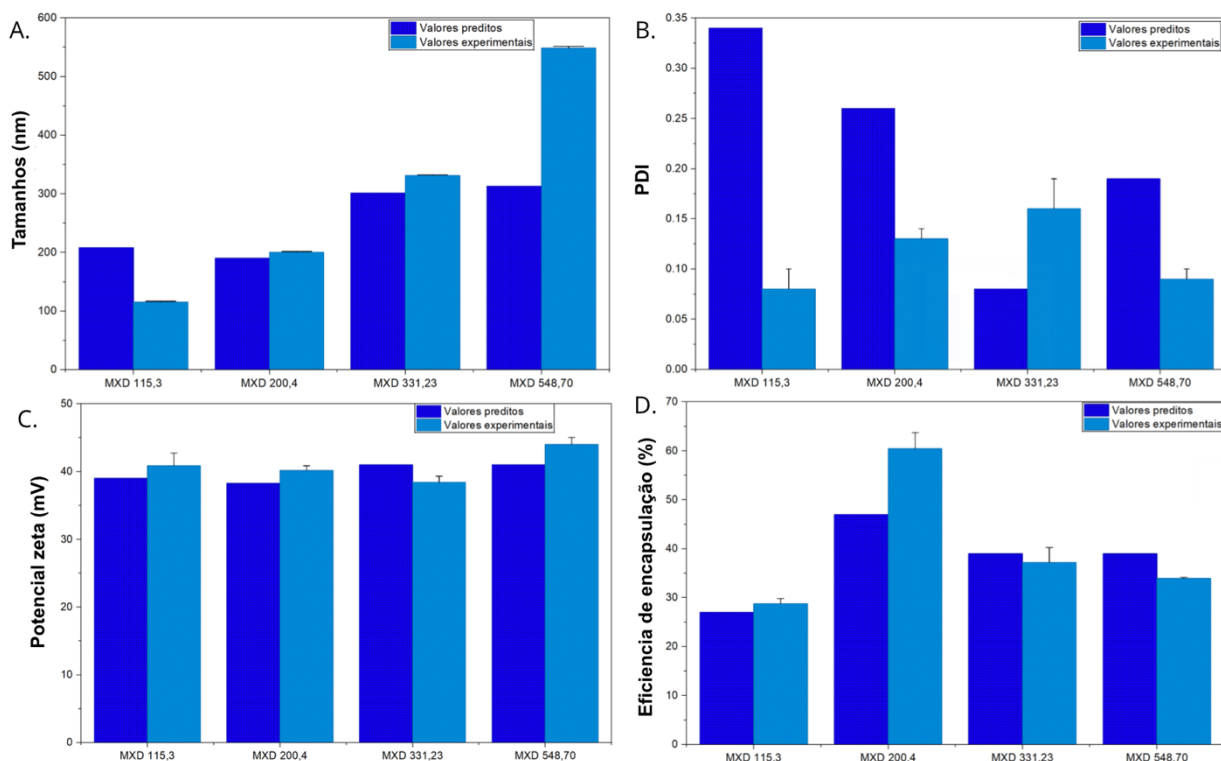 A.
Tamanhos (nm)
600
500
400
300
200
100
0
Valores preditos
Valores experimentais
MXD 115,3
MXD 200,4
MXD 331,23
MXD 548,70
B.
PDI
0.35
0.30
0.25
0.20
0.15
0.10
0.05
0.00
Valores preditos
Valores experimentais
MXD 115,3
MXD 200,4
MXD 331,23
MXD 548,70
C.
Potencial zeta (mV)
50
40
30
20
10
0
Valores preditos
Valores experimentais
MXD 115,3
MXD 200,4
MXD 331,23
MXD 548,70
D.
Eficiencia de encapsulação (%)
70
60
50
40
30
20
10
0
Valores preditos
Valores experimentais
MXD 115,3
MXD 200,4
MXD 331,23
MXD 548,70